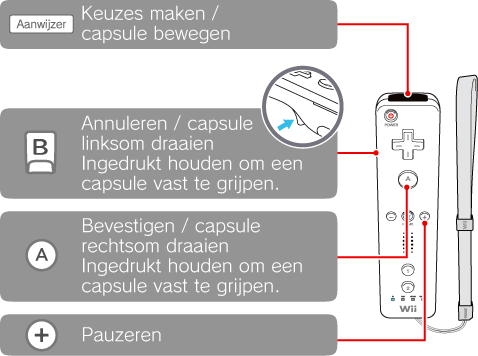 Aanwijzer
Keuzes maken /
capsule bewegen
B
Annuleren / capsule
linksom draaien
Ingedrukt houden om een
capsule vast te grijpen.
A
Bevestigen / capsule
rechtsom draaien
Ingedrukt houden om een
capsule vast te grijpen.
+
Pauzeren
POWER
A
1
2
Wii
Wii